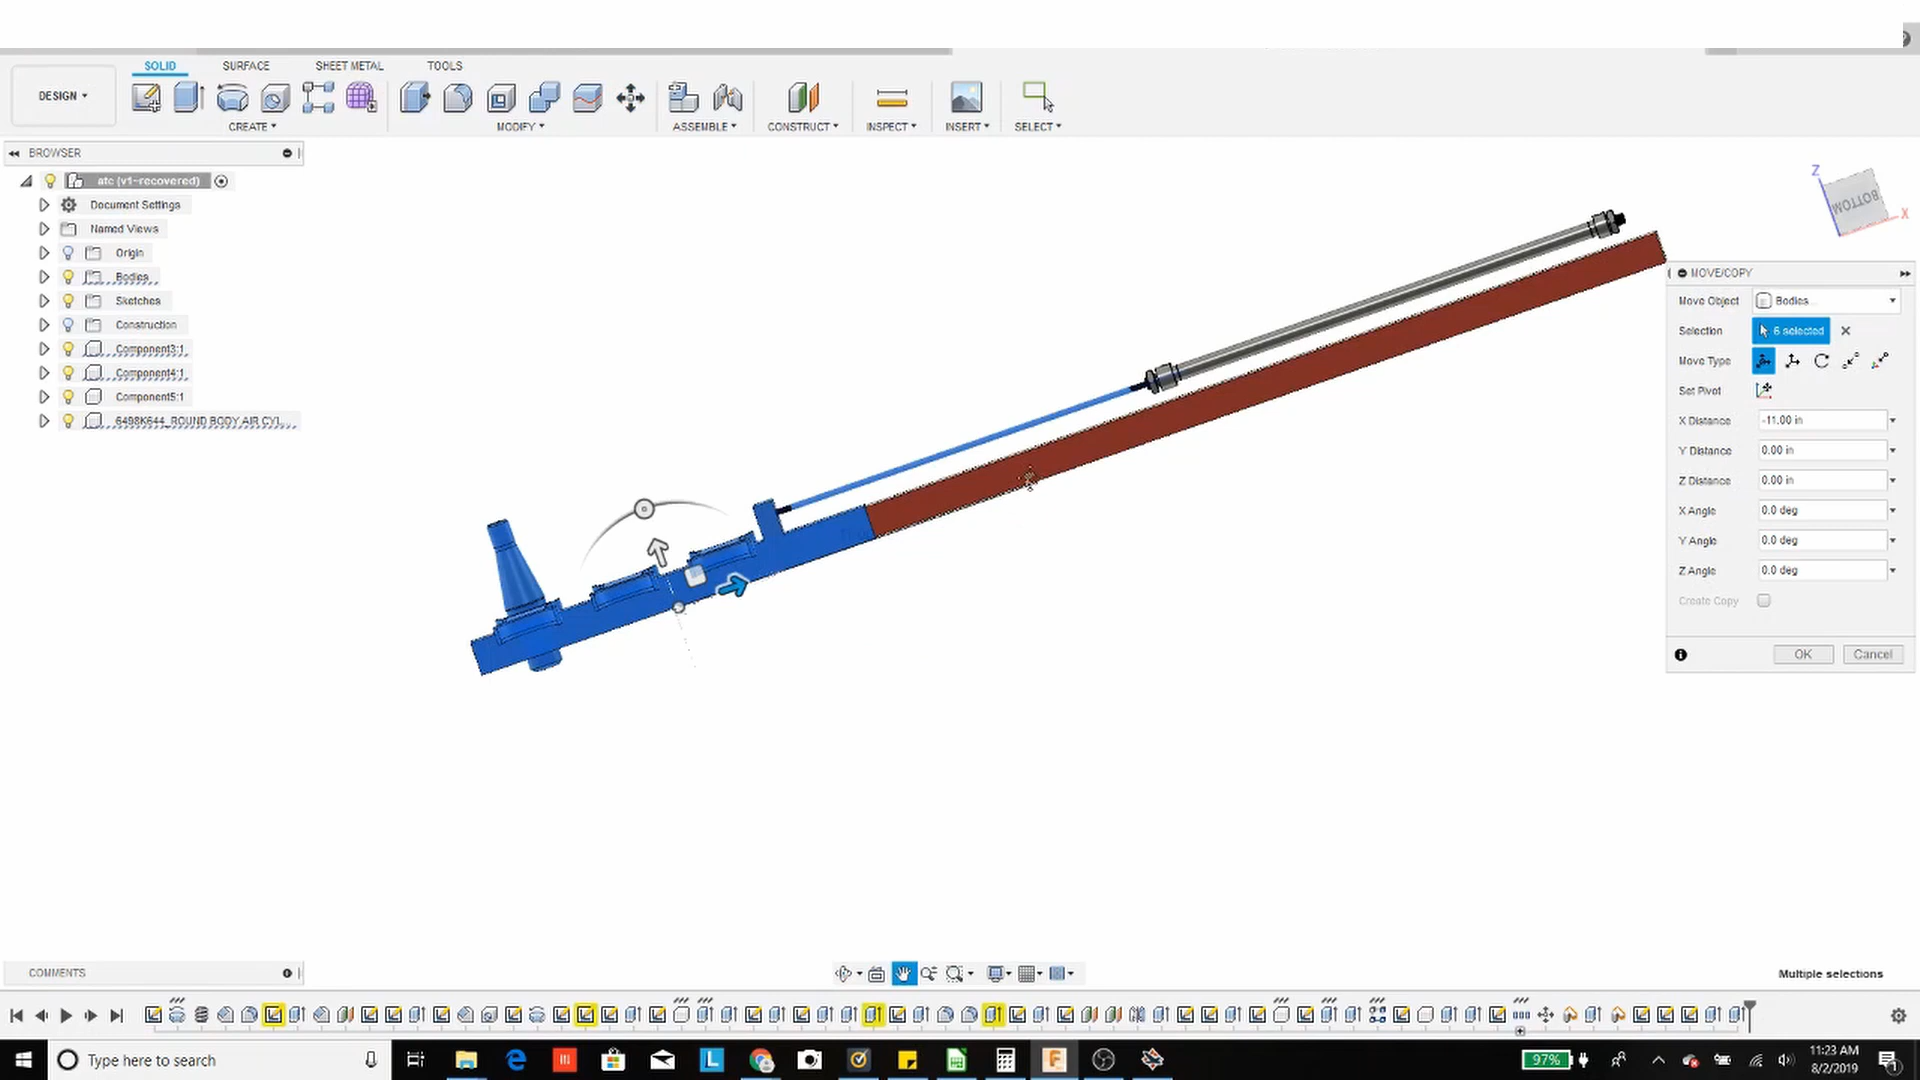 SOLID SURFACE SHEET METAL TOOLS
DESIGN
CREATE MODIFY ASSEMBLE CONSTRUCT INSPECT INSERT SELECT
BROWSER
atc (v1~recovered)
Document Settings
Named Views
Origin
Bodies
Sketches
Construction
Component3:1
Component4:1
Component5:1
6498K644_ROUND BODY AIR CYI...
Z
BOTTOM
X
MOVE/COPY
Move Object Bodies
Selection 6 selected
Move Type
Set Pivot
X Distance -11.00 in
Y Distance 0.00 in
Z Distance 0.00 in
X Angle 0.0 deg
Y Angle 0.0 deg
Z Angle 0.0 deg
Create Copy
OK Cancel
COMMENTS
Multiple selections
Type here to search
97%
11:23 AM
8/2/2019